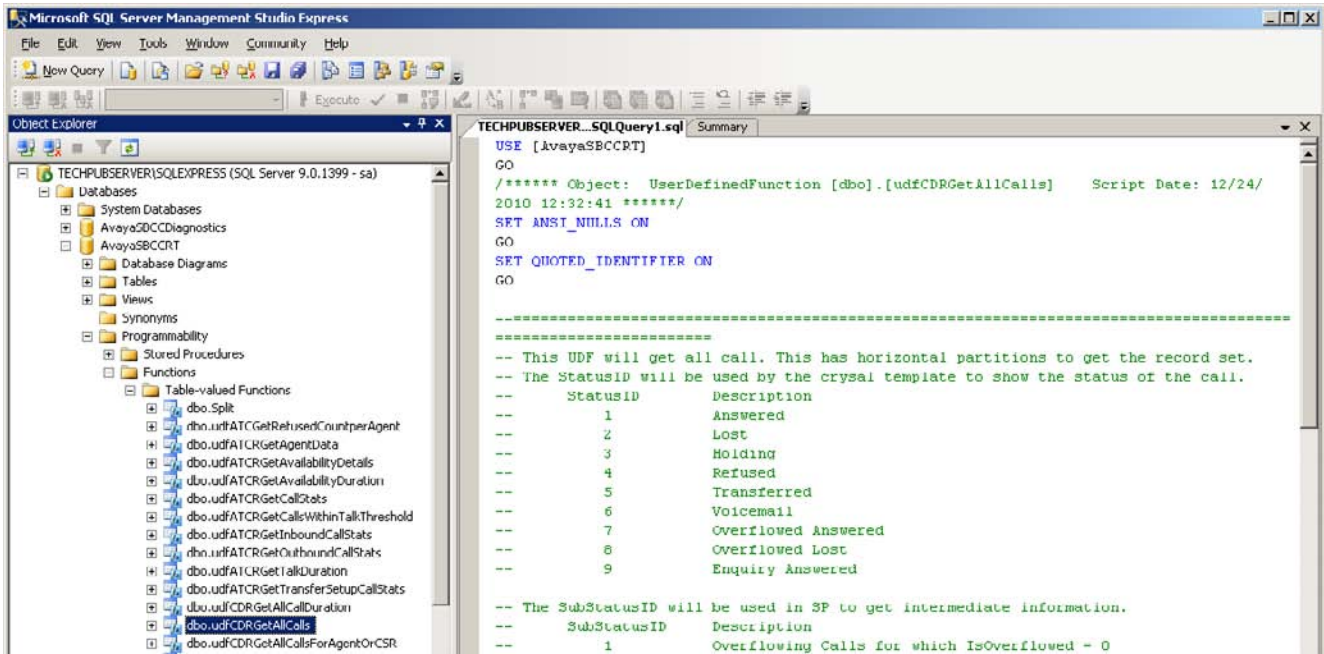 Microsoft SQL Server Management Studio Express
File Edit View Tools Window Community Help
New Query
Execute
Object Explorer
TECHPUBSERVER\SQLEXPRESS (SQL Server 9.0.1399 - sa)
Databases
System Databases
AvayaSBCCDiagnostics
AvayaSBCCRT
Database Diagrams
Tables
Views
Synonyms
Programmability
Stored Procedures
Functions
Table-valued Functions
dbo.Split
dbo.udfATCGetRefusedCountperAgent
dbo.udfATCRGetAgentData
dbo.udfATCRGetAvailabilityDetails
dbo.udfATCRGetAvailabilityDuration
dbo.udfATCRGetCallStats
dbo.udfATCRGetCallsWithinTalkThreshold
dbo.udfATCRGetInboundCallStats
dbo.udfATCRGetOutboundCallStats
dbo.udfATCRGetTalkDuration
dbo.udfATCRGetTransferSetupCallStats
dbo.udfCDRGetAllCallDuration
dbo.udfCDRGetAllCalls
dbo.udfCDRGetAllCallsForAgentOrCSR
TECHPUBSERVER...SQLQuery1.sql Summary
USE [AvayaSBCCRT]
GO
/****** Object: UserDefinedFunction [dbo].[udfCDRGetAllCalls] Script Date: 12/24/
2010 12:32:41 ******/
SET ANSI_NULLS ON
GO
SET QUOTED_IDENTIFIER ON
GO
--========================================================================================
========================
-- This UDF will get all call. This has horizontal partitions to get the record set.
-- The StatusID will be used by the crysal template to show the status of the call.
-- StatusID Description
-- 1 Answered
-- 2 Lost
-- 3 Holding
-- 4 Refused
-- 5 Transferred
-- 6 Voicemail
-- 7 Overflowed Answered
-- 8 Overflowed Lost
-- 9 Enquiry Answered
-- The SubStatusID will be used in SP to get intermediate information.
-- SubStatusID Description
-- 1 Overflowing Calls for which IsOverflowed = 0